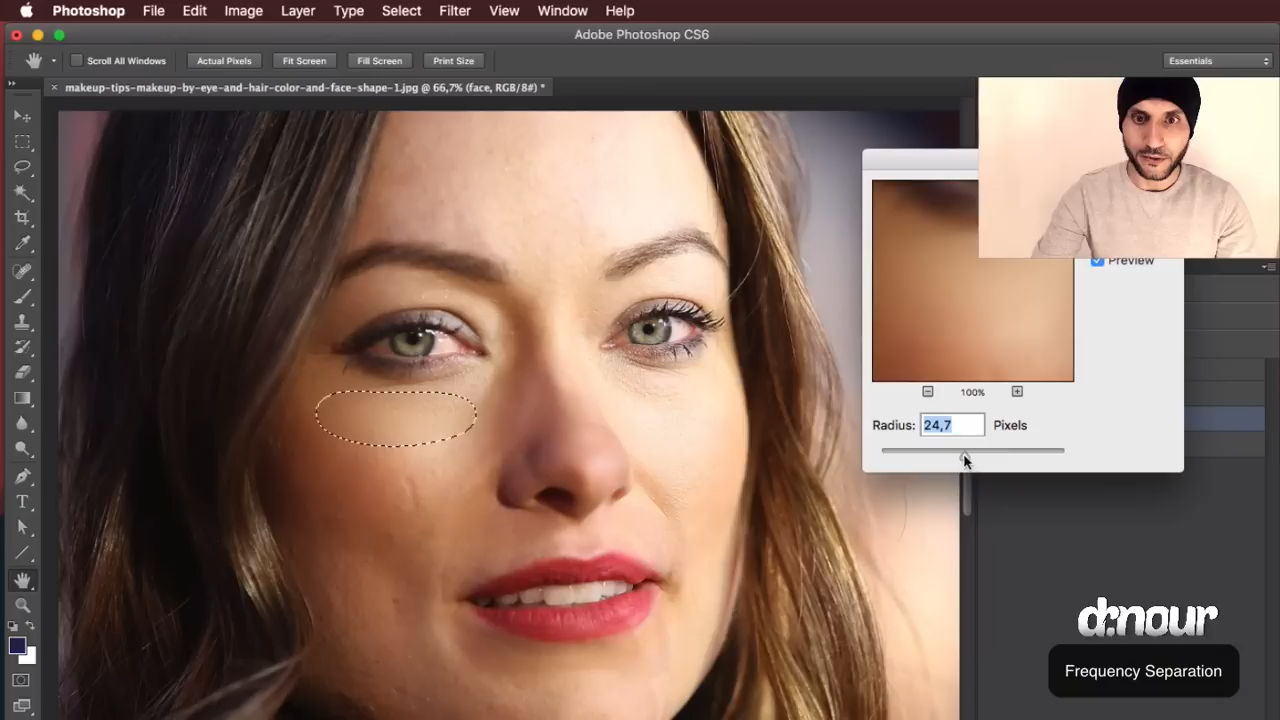 Photoshop File Edit Image Layer Type Select Filter View Window Help
Adobe Photoshop CS6
Scroll All Windows Actual Pixels Fit Screen Fill Screen Print Size Essentials
makeup-tips-makeup-by-eye-and-hair-color-and-face-shape-1.jpg @ 66,7% (face, RGB/8#) *
Preview
100%
Radius: 24,7 Pixels
T
d:nour
Frequency Separation